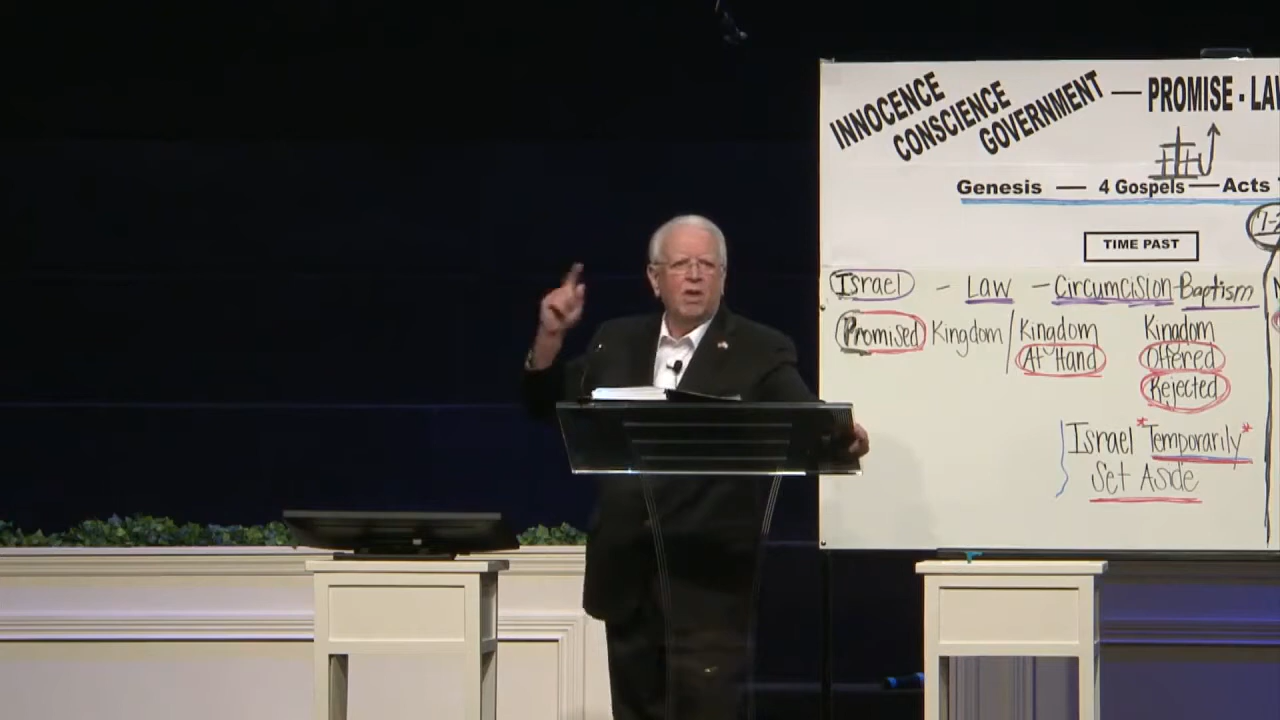 INNOCENCE
CONSCIENCE
GOVERNMENT — PROMISE - LAW
Genesis — 4 Gospels — Acts
TIME PAST
Israel - Law - Circumcision-Baptism
Promised Kingdom / Kingdom Kingdom
At Hand Offered
Rejected
Israel *Temporarily*
Set Aside